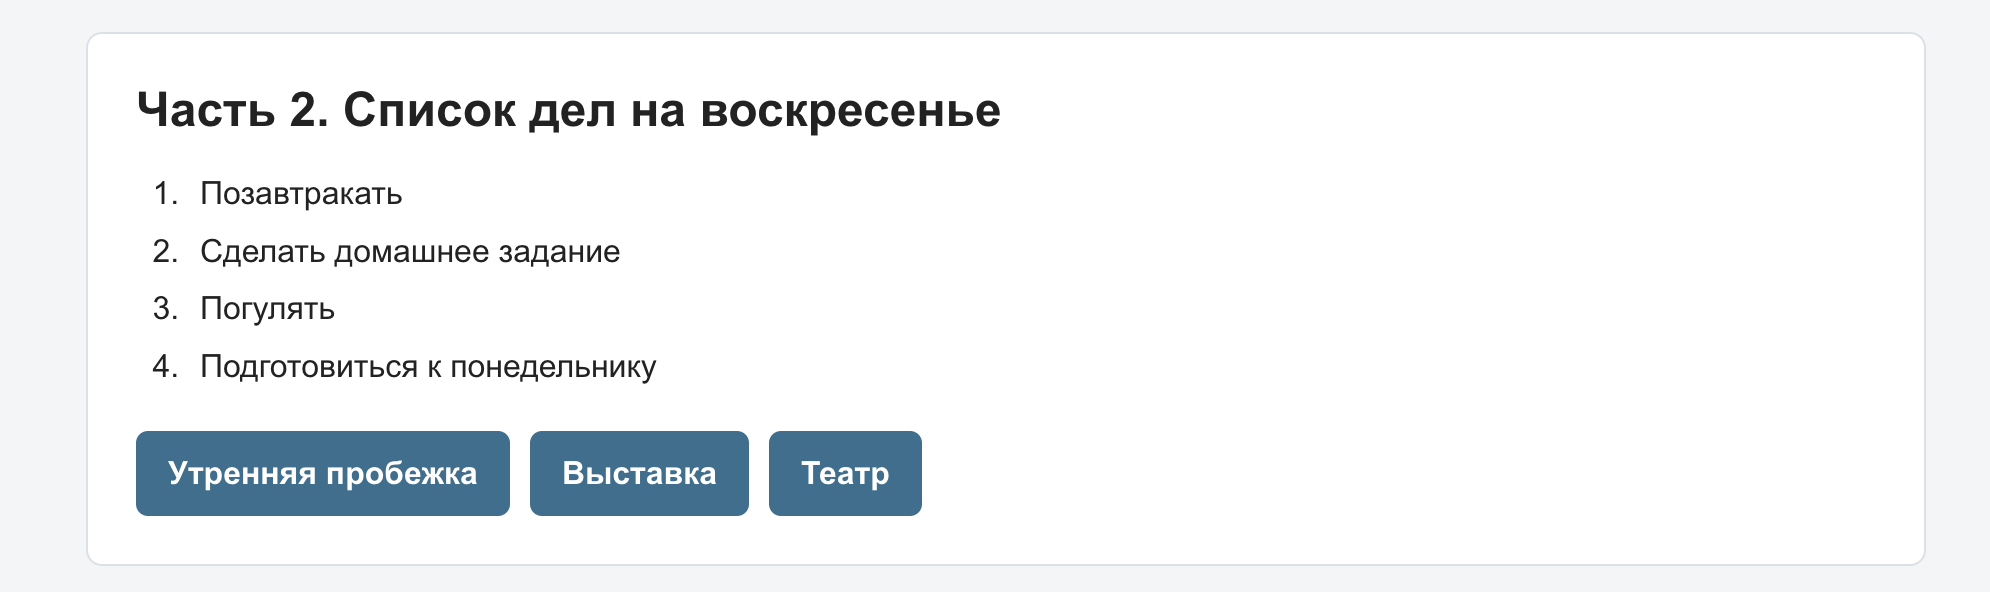 Часть 2. Список дел на воскресенье
1. Позавтракать
2. Сделать домашнее задание
3. Погулять
4. Подготовиться к понедельнику
Утренняя пробежка Выставка Театр